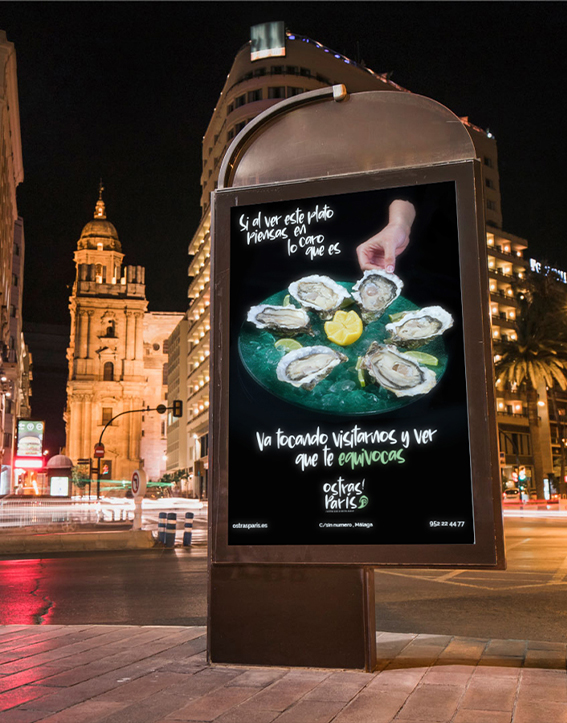 Si al ver este plato
piensas en
lo caro
que es
Va tocando visitarnos y ver
que te equivocas
ostras!
París
ostrasparis.es
C/sin numero, Málaga
952 22 44 77